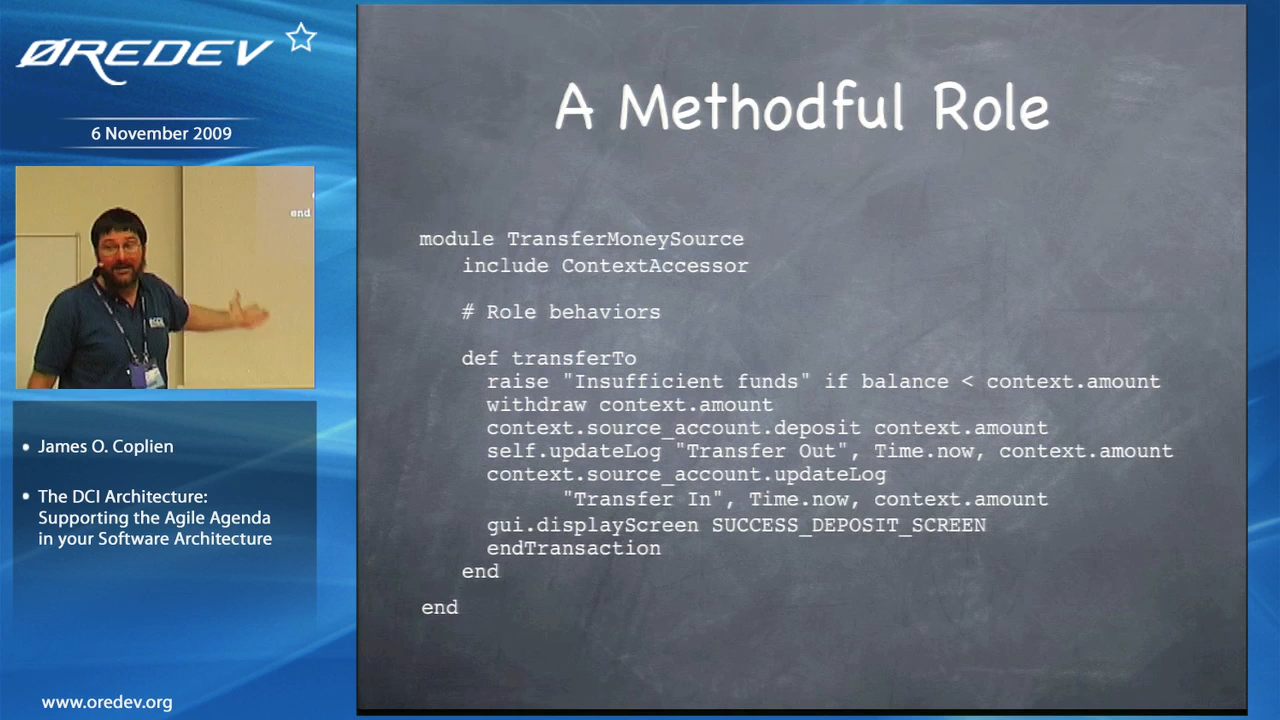 ØREDEV
6 November 2009
end
James O. Coplien
The DCI Architecture:
Supporting the Agile Agenda
in your Software Architecture
www.oredev.org
A Methodful Role
module TransferMoneySource
include ContextAccessor
# Role behaviors
def transferTo
raise "Insufficient funds" if balance < context.amount
withdraw context.amount
context.source_account.deposit context.amount
self.updateLog "Transfer Out", Time.now, context.amount
context.source_account.updateLog
"Transfer In", Time.now, context.amount
gui.displayScreen SUCCESS_DEPOSIT_SCREEN
endTransaction
end
end